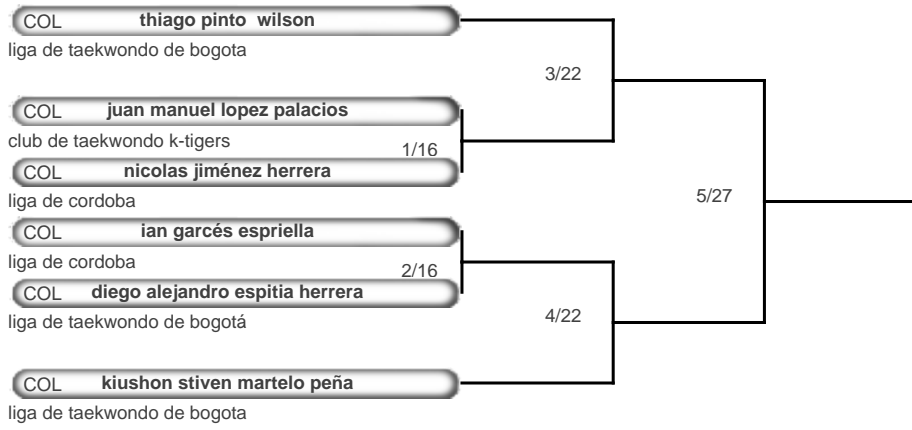 COL thiago pinto wilson
liga de taekwondo de bogota
3/22
COL juan manuel lopez palacios
club de taekwondo k-tigers
1/16
COL nicolas jiménez herrera
liga de cordoba
5/27
COL ian garcés espriella
liga de cordoba
2/16
COL diego alejandro espitia herrera
liga de taekwondo de bogotá
4/22
COL kiushon stiven martelo peña
liga de taekwondo de bogota